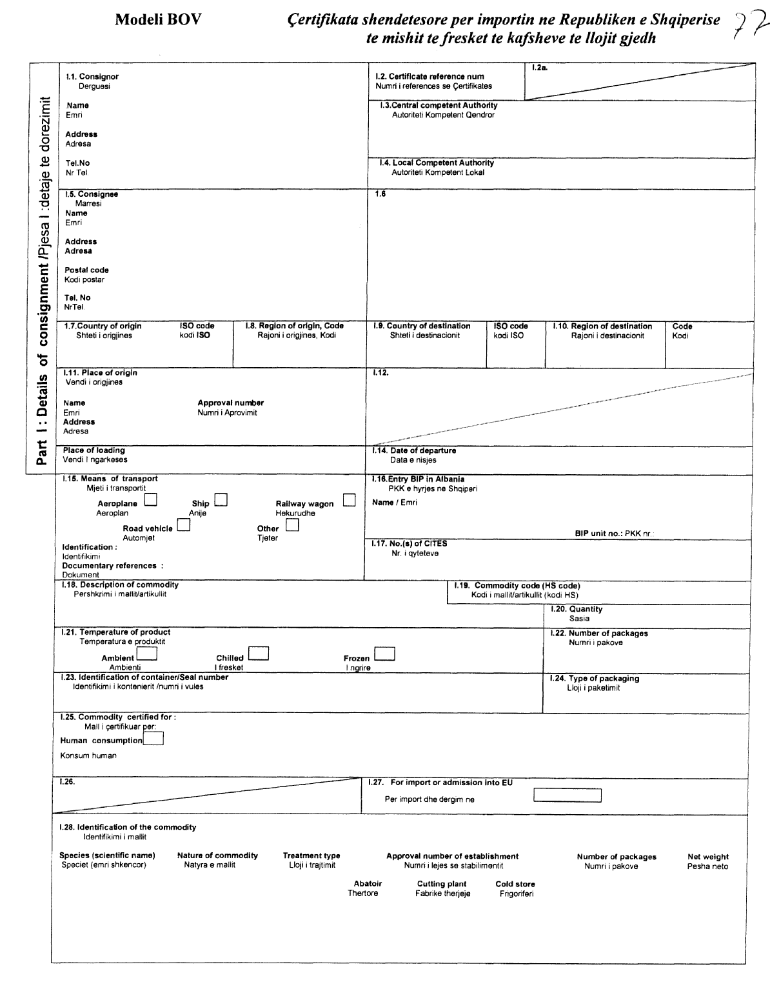 Modeli BOV
Çertifikata shendetesore per importin ne Republiken e Shqiperise
te mishit te fresket te kafsheve te llojit gjedh
72
Part I : Details of consignment /Pjesa I :detaje te dorezimit
I.1. Consignor
Derguesi
Name
Emri
Address
Adresa
Tel.No
Nr Tel
I.2. Certificate reference num
Numri i references se Çertifikates
I.2a.
I.3.Central competent Authority
Autoriteti Kompetent Qendror
I.4. Local Competent Authority
Autoriteti Kompetent Lokal
I.5. Consignee
Marresi
Name
Emri
Address
Adresa
Postal code
Kodi postar
Tel. No
NrTel
1.6
1.7.Country of origin
Shteti i origjines
ISO code
kodi ISO
I.8. Region of origin, Code
Rajoni i origjines, Kodi
I.9. Country of destination
Shteti i destinacionit
ISO code
kodi ISO
I.10. Region of destination
Rajoni i destinacionit
Code
Kodi
I.11. Place of origin
Vendi i origjines
Name
Emri
Address
Adresa
Approval number
Numri i Aprovimit
I.12.
Place of loading
Vendi I ngarkeses
I.14. Date of departure
Data e nisjes
I.15. Means of transport
Mjeti i transportit
Aeroplane Ship Railway wagon
Aeroplan Anije Hekurudhe
Road vehicle Other
Automjet Tjeter
Identification :
Identifikimi
Documentary references :
Dokument
I.16.Entry BIP in Albania
PKK e hyrjes ne Shqiperi
Name / Emri
BIP unit no.: PKK nr.:
I.17. No.(s) of CITES
Nr. i qyteteve
I.18. Description of commodity
Pershkrimi i mallit/artikullit
I.19. Commodity code (HS code)
Kodi i mallit/artikullit (kodi HS)
I.20. Quantity
Sasia
I.21. Temperature of product
Temperatura e produktit
Ambient Chilled Frozen
Ambienti I fresket I ngrire
I.22. Number of packages
Numri i pakove
I.23. Identification of container/Seal number
Identifikimi i kontenierit /numri i vules
I.24. Type of packaging
Lloji i paketimit
I.25. Commodity certified for :
Mall i çertifikuar per:
Human consumption
Konsum human
I.26.
I.27. For import or admission into EU
Per import dhe dergim ne
I.28. Identification of the commodity
Identifikimi i mallit
Species (scientific name) Nature of commodity Treatment type Approval number of establishment Number of packages Net weight
Speciet (emri shkencor) Natyra e mallit Lloji i trajtimit Numri i lejes se stabilimentit Numri i pakove Pesha neto
Abatoir Cutting plant Cold store
Thertore Fabrike therjeje Frigoriferi